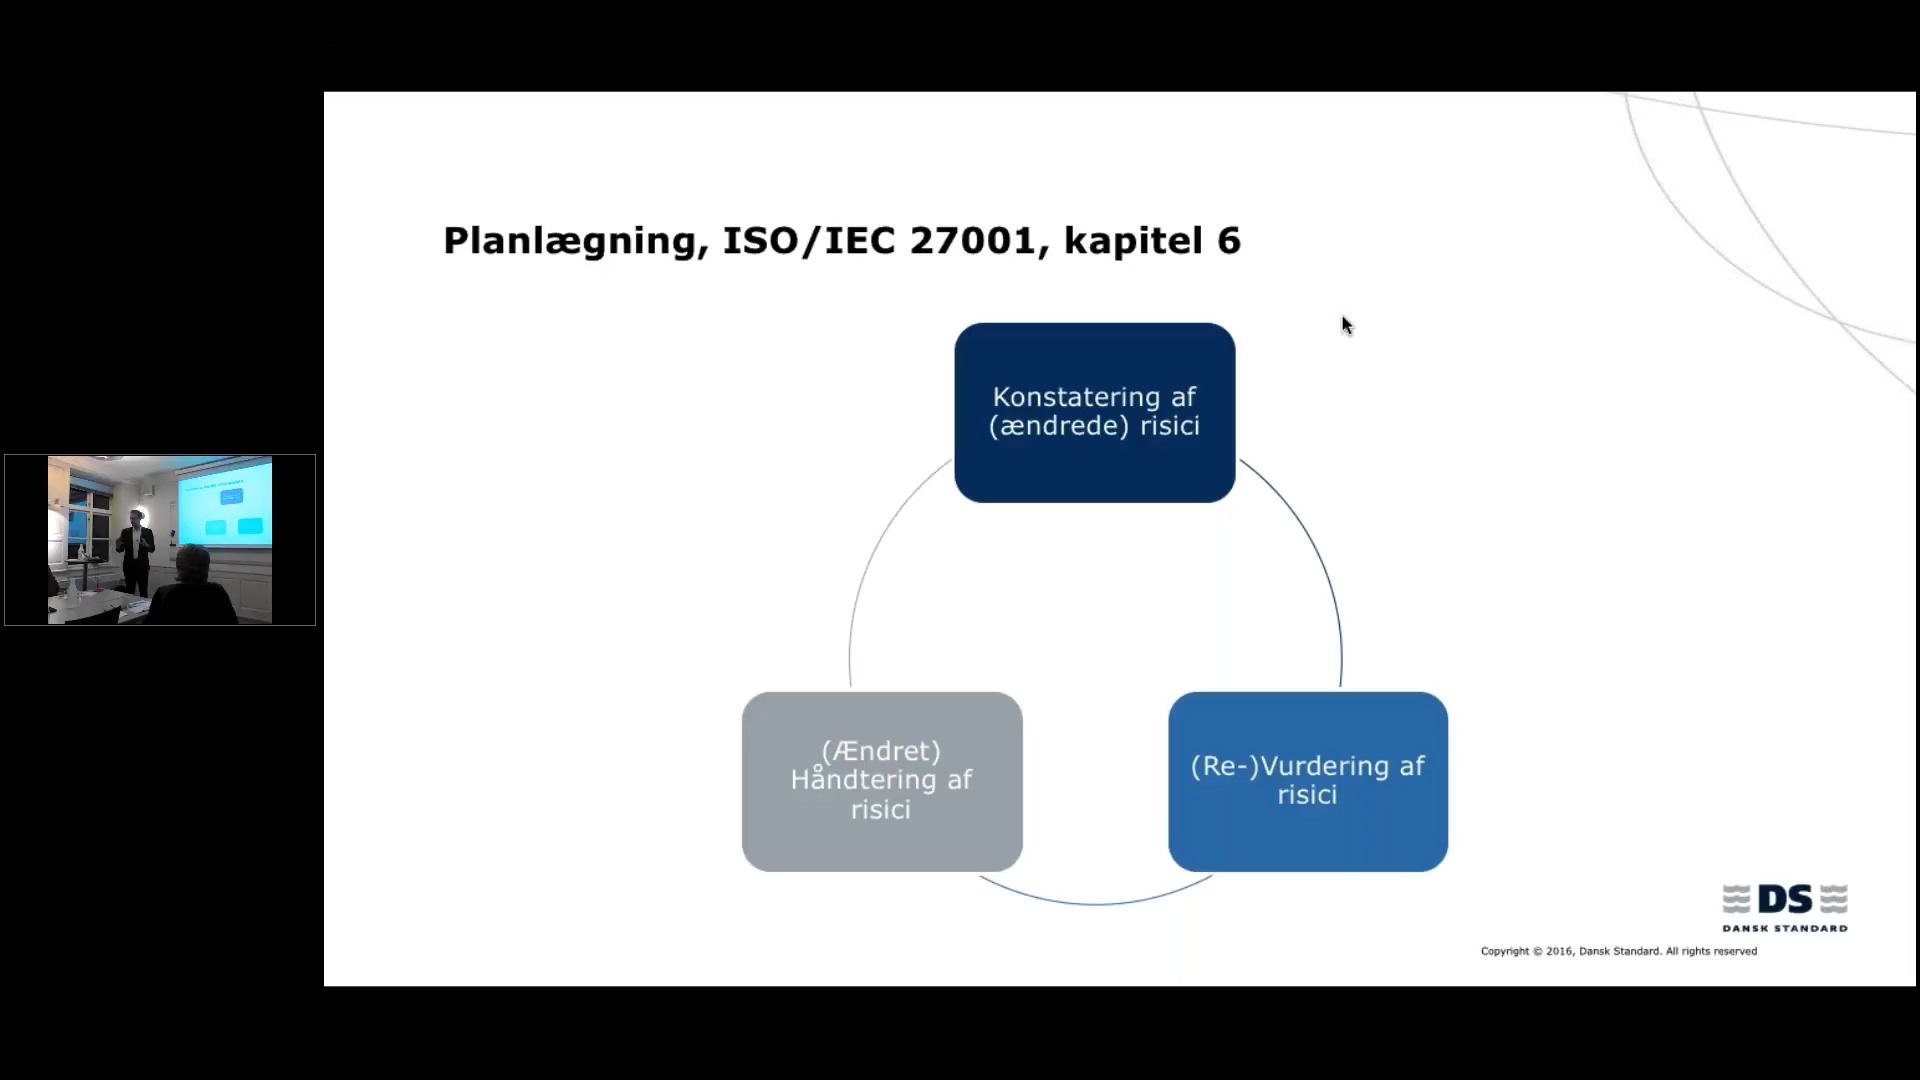 Planlægning, ISO/IEC 27001, kapitel 6
Konstatering af
(ændrede) risici
(Ændret)
Håndtering af
risici
(Re-)Vurdering af
risici
DS
DANSK STANDARD
Copyright © 2016, Dansk Standard. All rights reserved